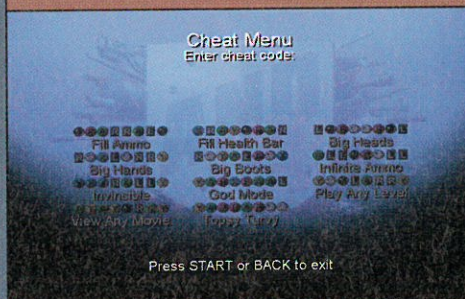 Cheat Menu
Enter cheat code:
Fill Ammo Fill Health Bar Big Heads
Big Hands Big Boots Infinite Ammo
Invincible God Mode Play Any Level
View Any Movie Topsy Turvy
Press START or BACK to exit